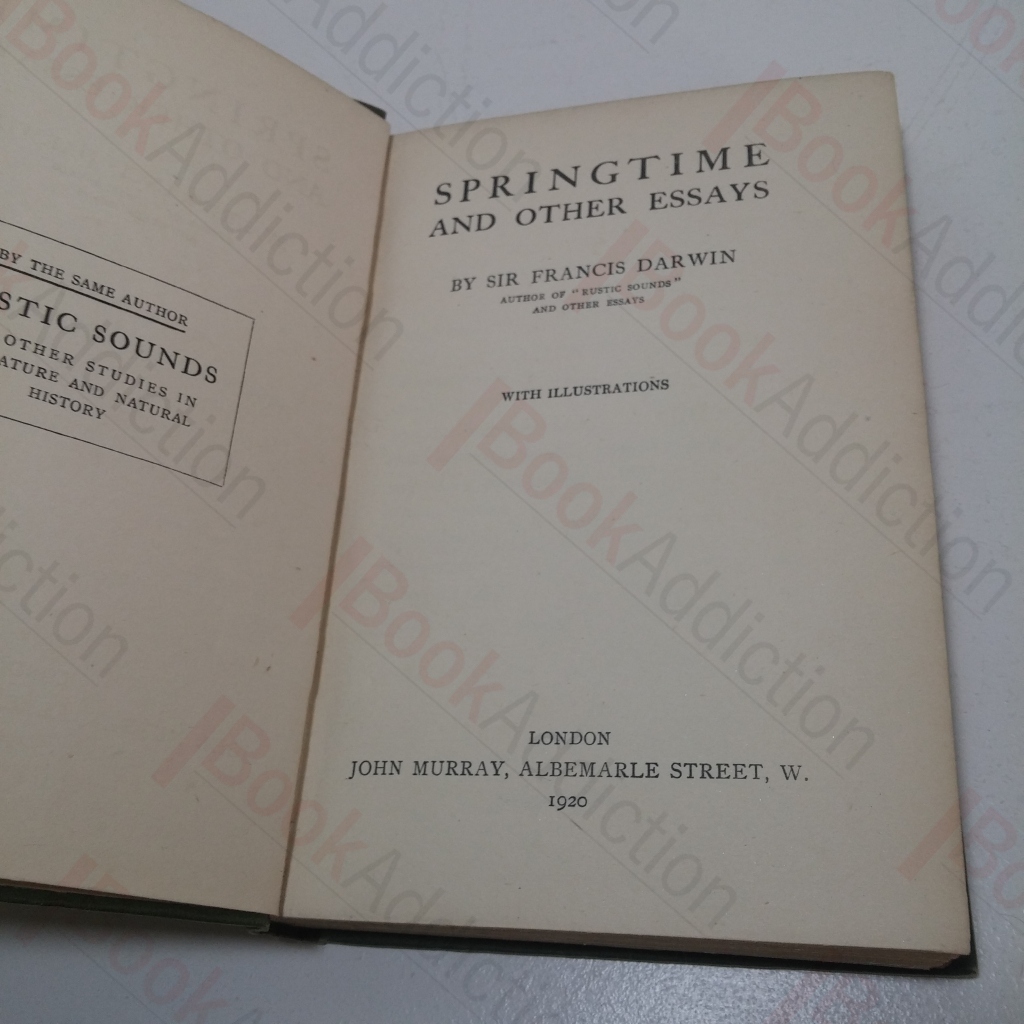 BY THE SAME AUTHOR
STIC SOUNDS
OTHER STUDIES IN
ATURE AND NATURAL
HISTORY
SPRINGTIME
AND OTHER ESSAYS
BY SIR FRANCIS DARWIN
AUTHOR OF "RUSTIC SOUNDS"
AND OTHER ESSAYS
WITH ILLUSTRATIONS
LONDON
JOHN MURRAY, ALBEMARLE STREET, W.
1920
BookAddiction